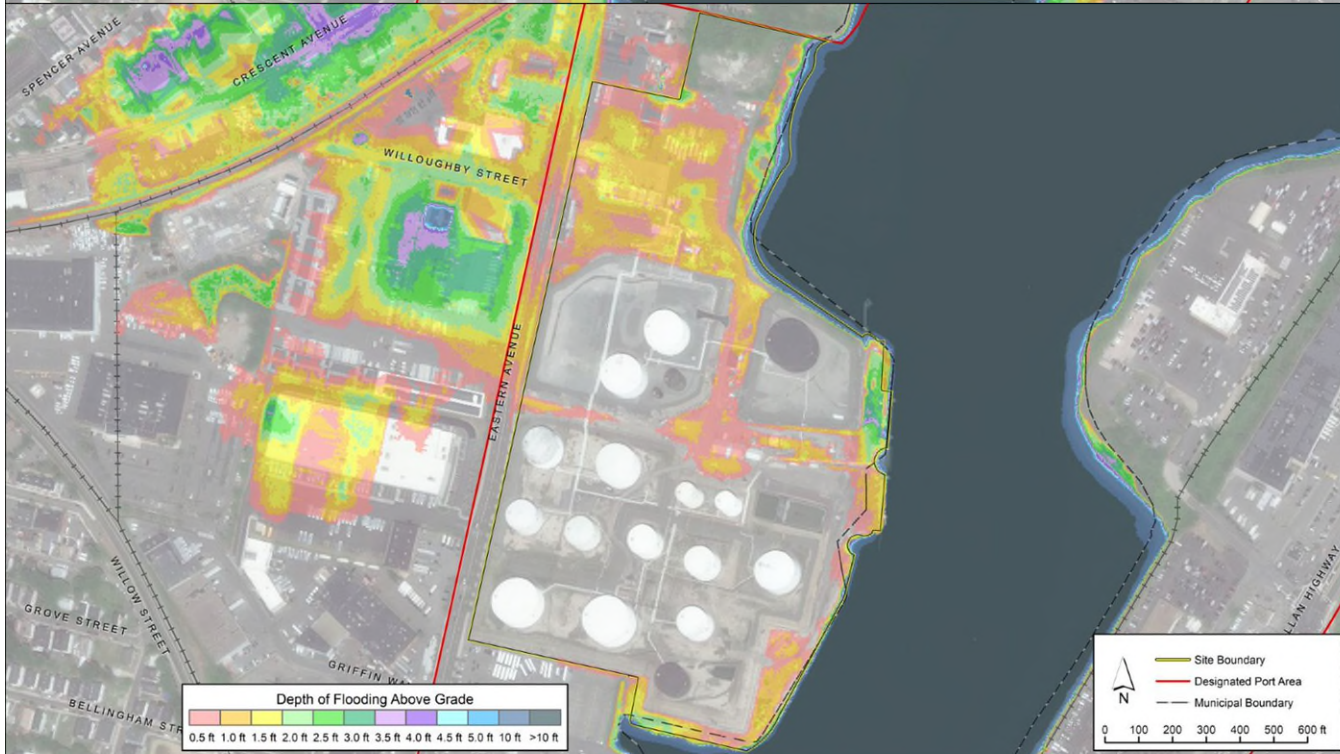 SPENCER AVENUE
CRESCENT AVENUE
WILLOUGHBY STREET
EASTERN AVENUE
WILLOW STREET
GROVE STREET
GRIFFIN WA
BELLINGHAM STR
LLAN HIGHWAY
Depth of Flooding Above Grade
0.5 ft 1.0 ft 1.5 ft 2.0 ft 2.5 ft 3.0 ft 3.5 ft 4.0 ft 4.5 ft 5.0 ft 10 ft >10 ft
N
Site Boundary
Designated Port Area
Municipal Boundary
0 100 200 300 400 500 600 ft